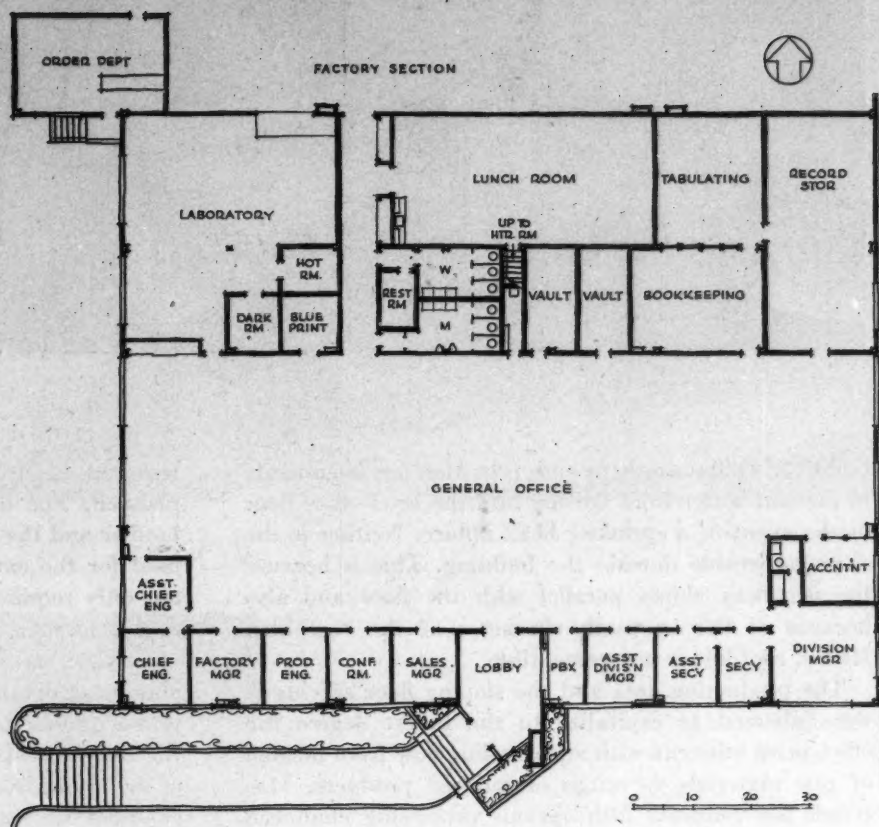 ORDER DEPT
FACTORY SECTION
LABORATORY
LUNCH ROOM
TABULATING
RECORD
STOR
UP TO
HTR. RM
HOT
RM.
DARK
RM
BLUE
PRINT
REST
RM
W
M
VAULT
VAULT
BOOKKEEPING
GENERAL OFFICE
ASST.
CHIEF
ENG
ACCNT'NT
CHIEF
ENG.
FACTORY
MGR
PROD.
ENG
CONF.
RM.
SALES
MGR
LOBBY
PBX
ASST
DIVIS'N
MGR
ASST
SECY
SECY
DIVISION
MGR
0 10 20 30